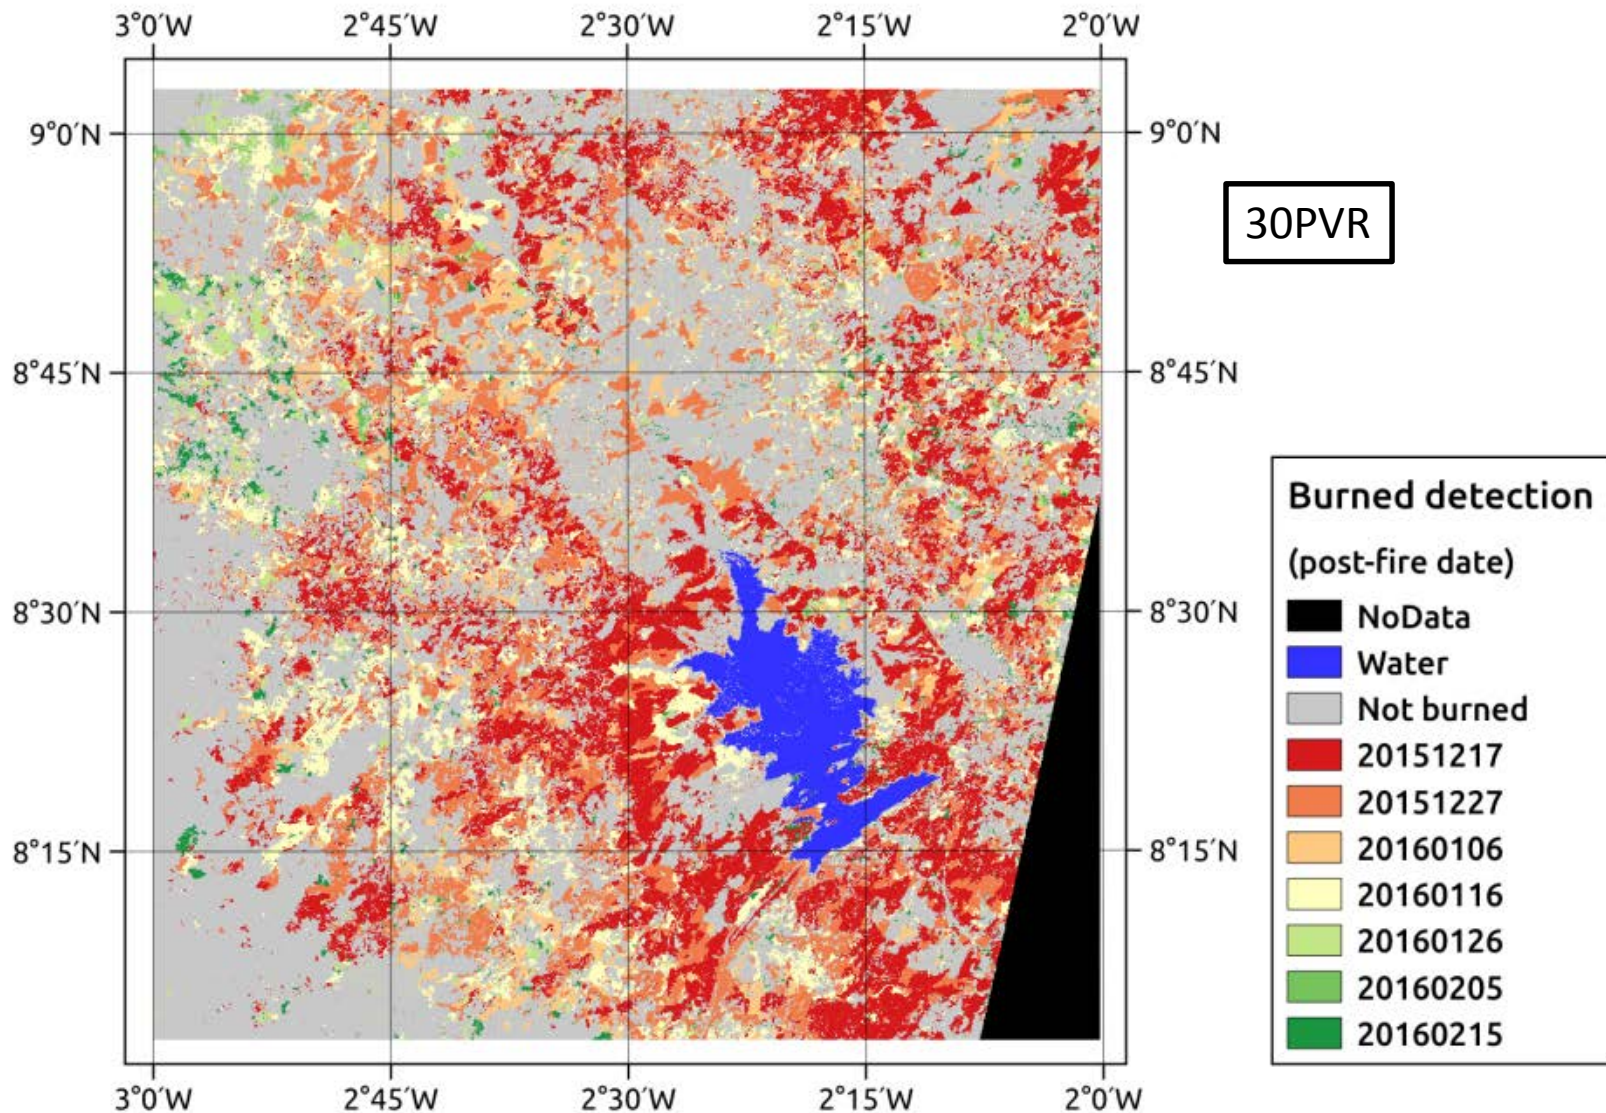 3°0′W 2°45′W 2°30′W 2°15′W 2°0′W
9°0′N 9°0′N
30PVR
8°45′N 8°45′N
Burned detection
(post-fire date)
NoData
8°30′N 8°30′N
Water
Not burned
20151217
20151227
8°15′N 8°15′N
20160106
20160116
20160126
20160205
20160215
3°0′W 2°45′W 2°30′W 2°15′W 2°0′W